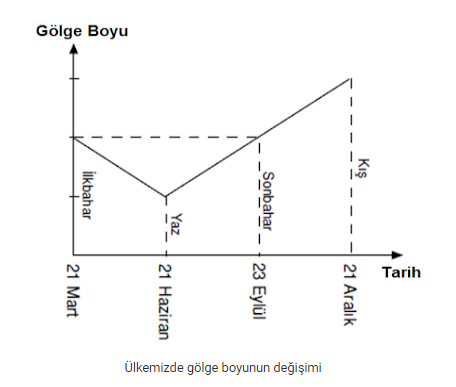 Gölge Boyu
İlkbahar
Yaz
Sonbahar
Kış
21 Mart
21 Haziran
23 Eylül
21 Aralık
Tarih
Ülkemizde gölge boyunun değişimi